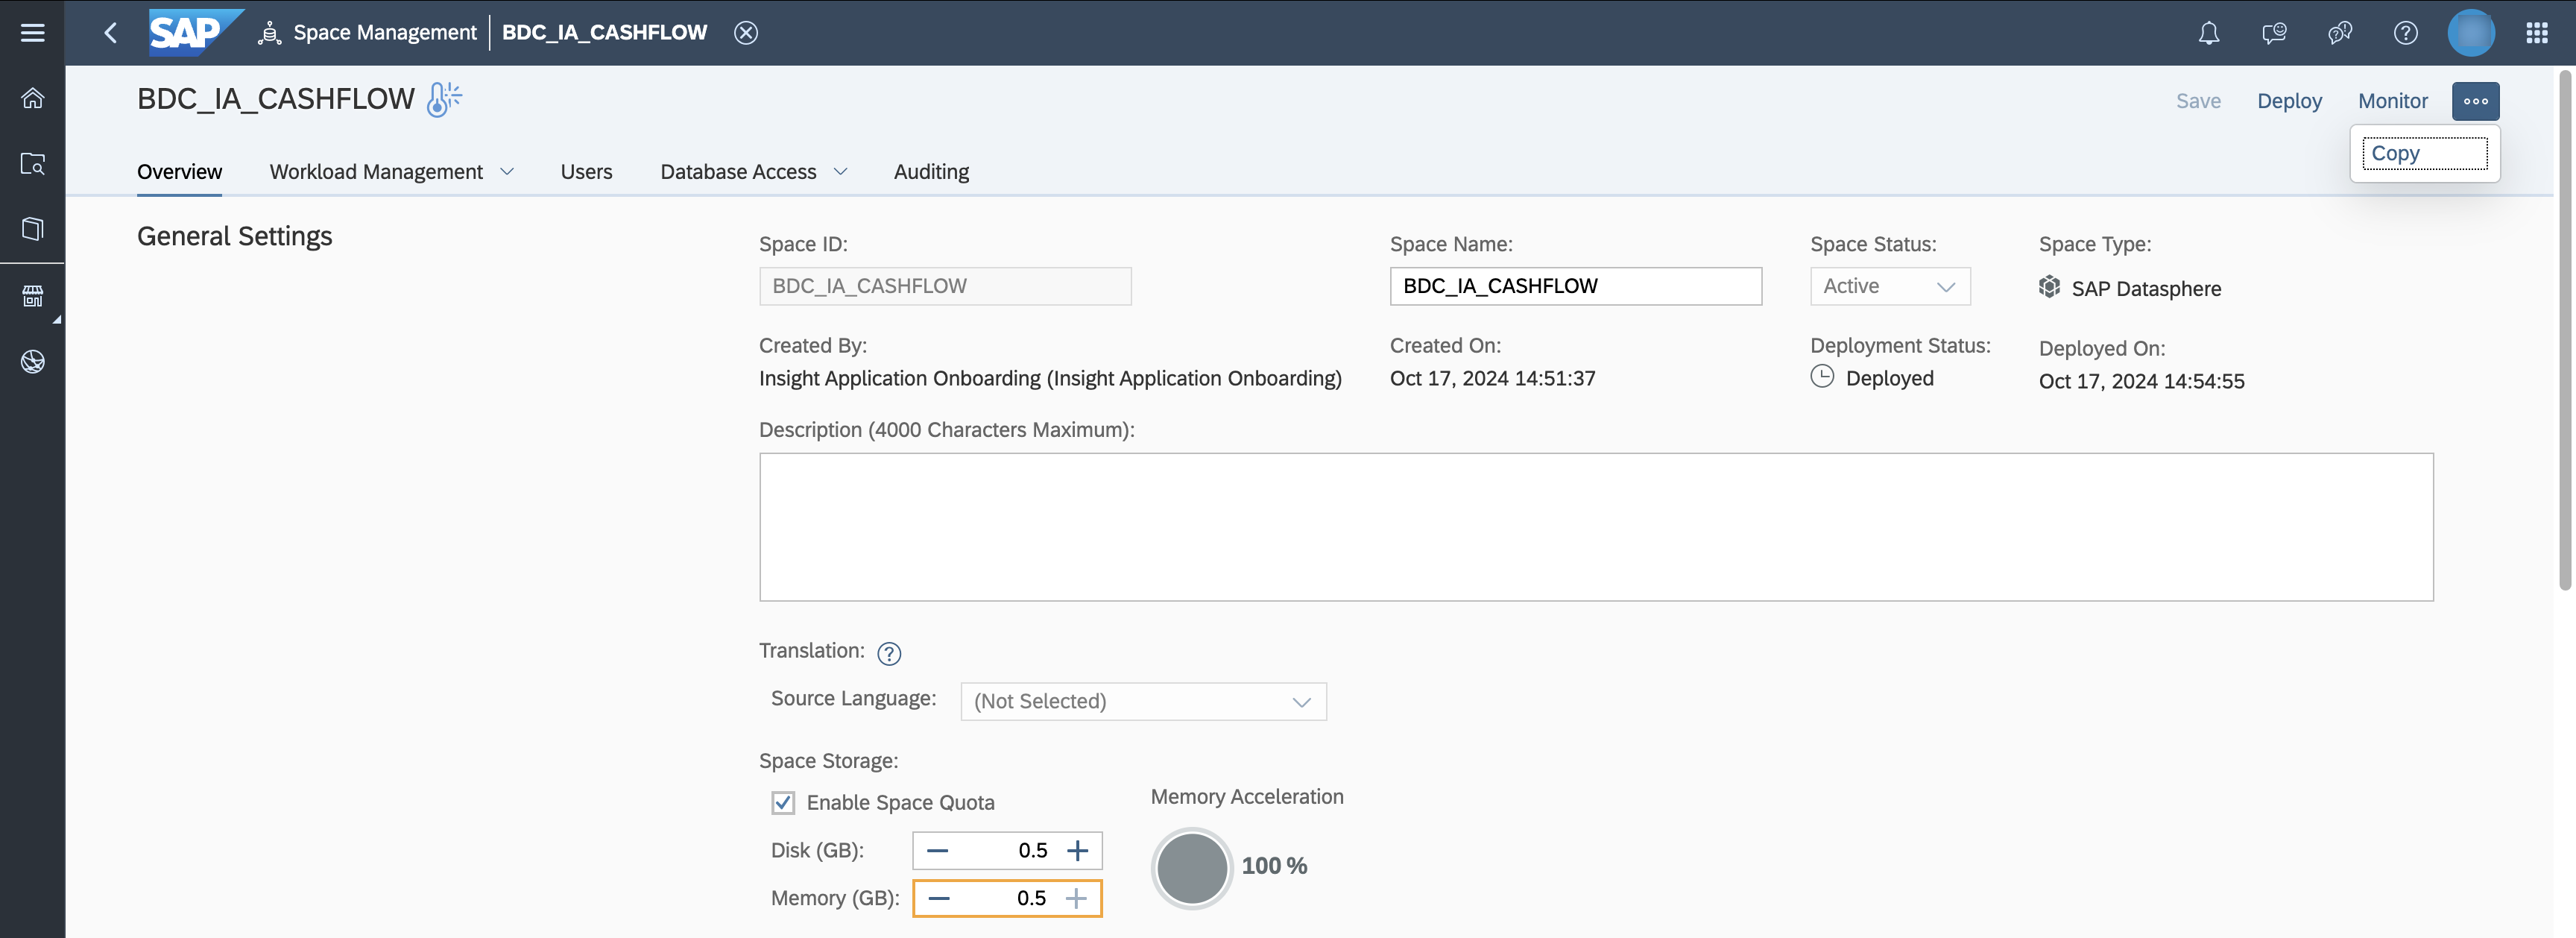 SAP Space Management BDC_IA_CASHFLOW
BDC_IA_CASHFLOW
Save Deploy Monitor
Copy
Overview Workload Management Users Database Access Auditing
General Settings
Space ID: Space Name: Space Status: Space Type:
BDC_IA_CASHFLOW BDC_IA_CASHFLOW Active SAP Datasphere
Created By: Created On: Deployment Status: Deployed On:
Insight Application Onboarding (Insight Application Onboarding) Oct 17, 2024 14:51:37 Deployed Oct 17, 2024 14:54:55
Description (4000 Characters Maximum):
Translation:
Source Language: (Not Selected)
Space Storage:
Enable Space Quota Memory Acceleration
Disk (GB): 0.5
100 %
Memory (GB): 0.5